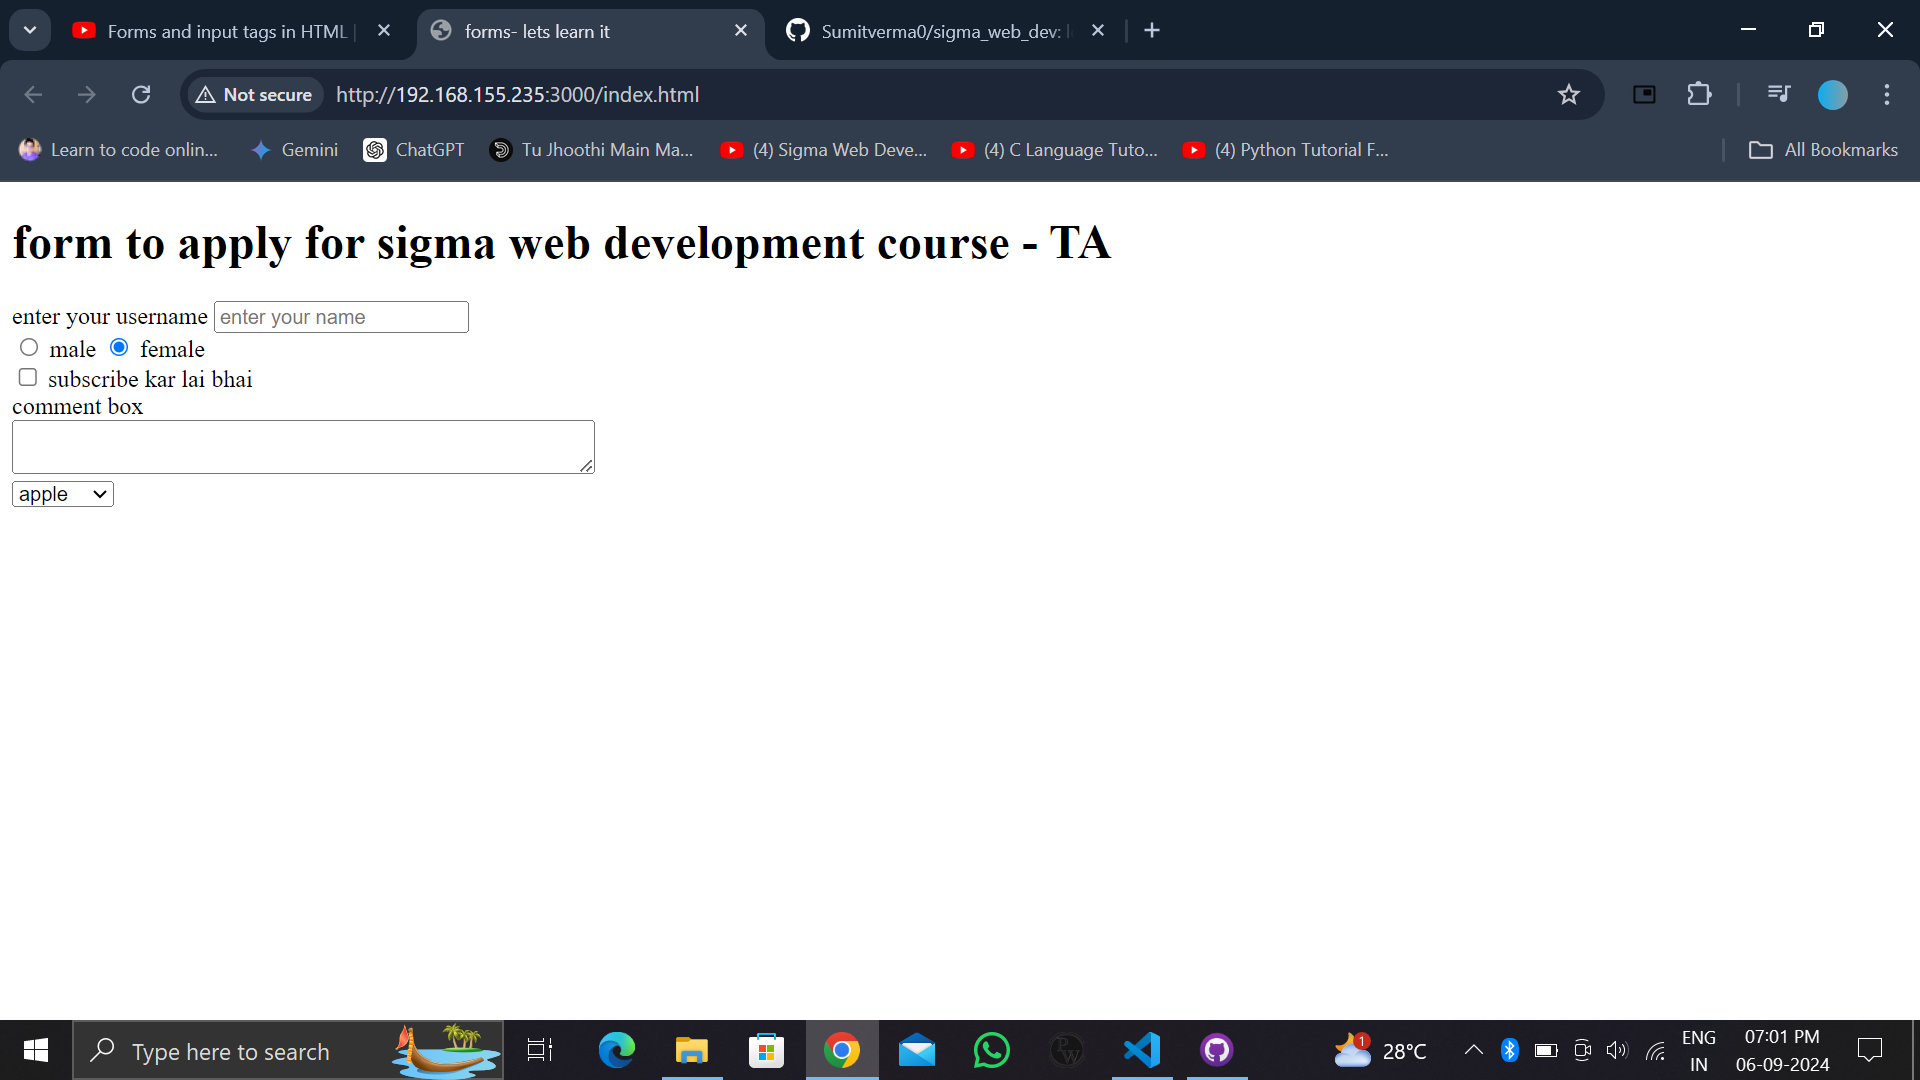 Forms and input tags in HTML |
forms- lets learn it
Sumitverma0/sigma_web_dev: l
Not secure
http://192.168.155.235:3000/index.html
Learn to code onlin...
Gemini
ChatGPT
Tu Jhoothi Main Ma...
(4) Sigma Web Deve...
(4) C Language Tuto...
(4) Python Tutorial F...
All Bookmarks
form to apply for sigma web development course - TA
enter your username enter your name
male female
subscribe kar lai bhai
comment box
apple
Type here to search
PW
1
28°C
ENG
IN
07:01 PM
06-09-2024